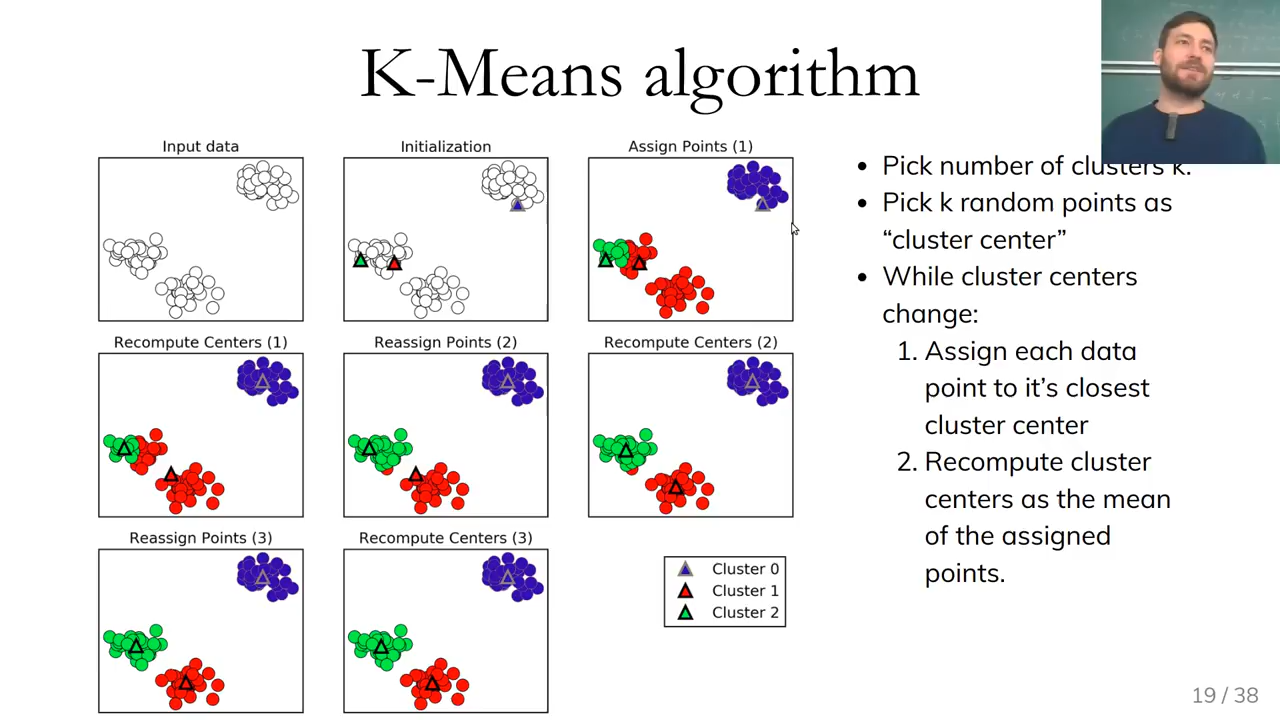 K-Means algorithm
Input data
Initialization
Assign Points (1)
Recompute Centers (1)
Reassign Points (2)
Recompute Centers (2)
Reassign Points (3)
Recompute Centers (3)
Cluster 0
Cluster 1
Cluster 2
• Pick number of clusters k.
• Pick k random points as
“cluster center”
• While cluster centers
change:
1. Assign each data
point to it’s closest
cluster center
2. Recompute cluster
centers as the mean
of the assigned
points.
19 / 38